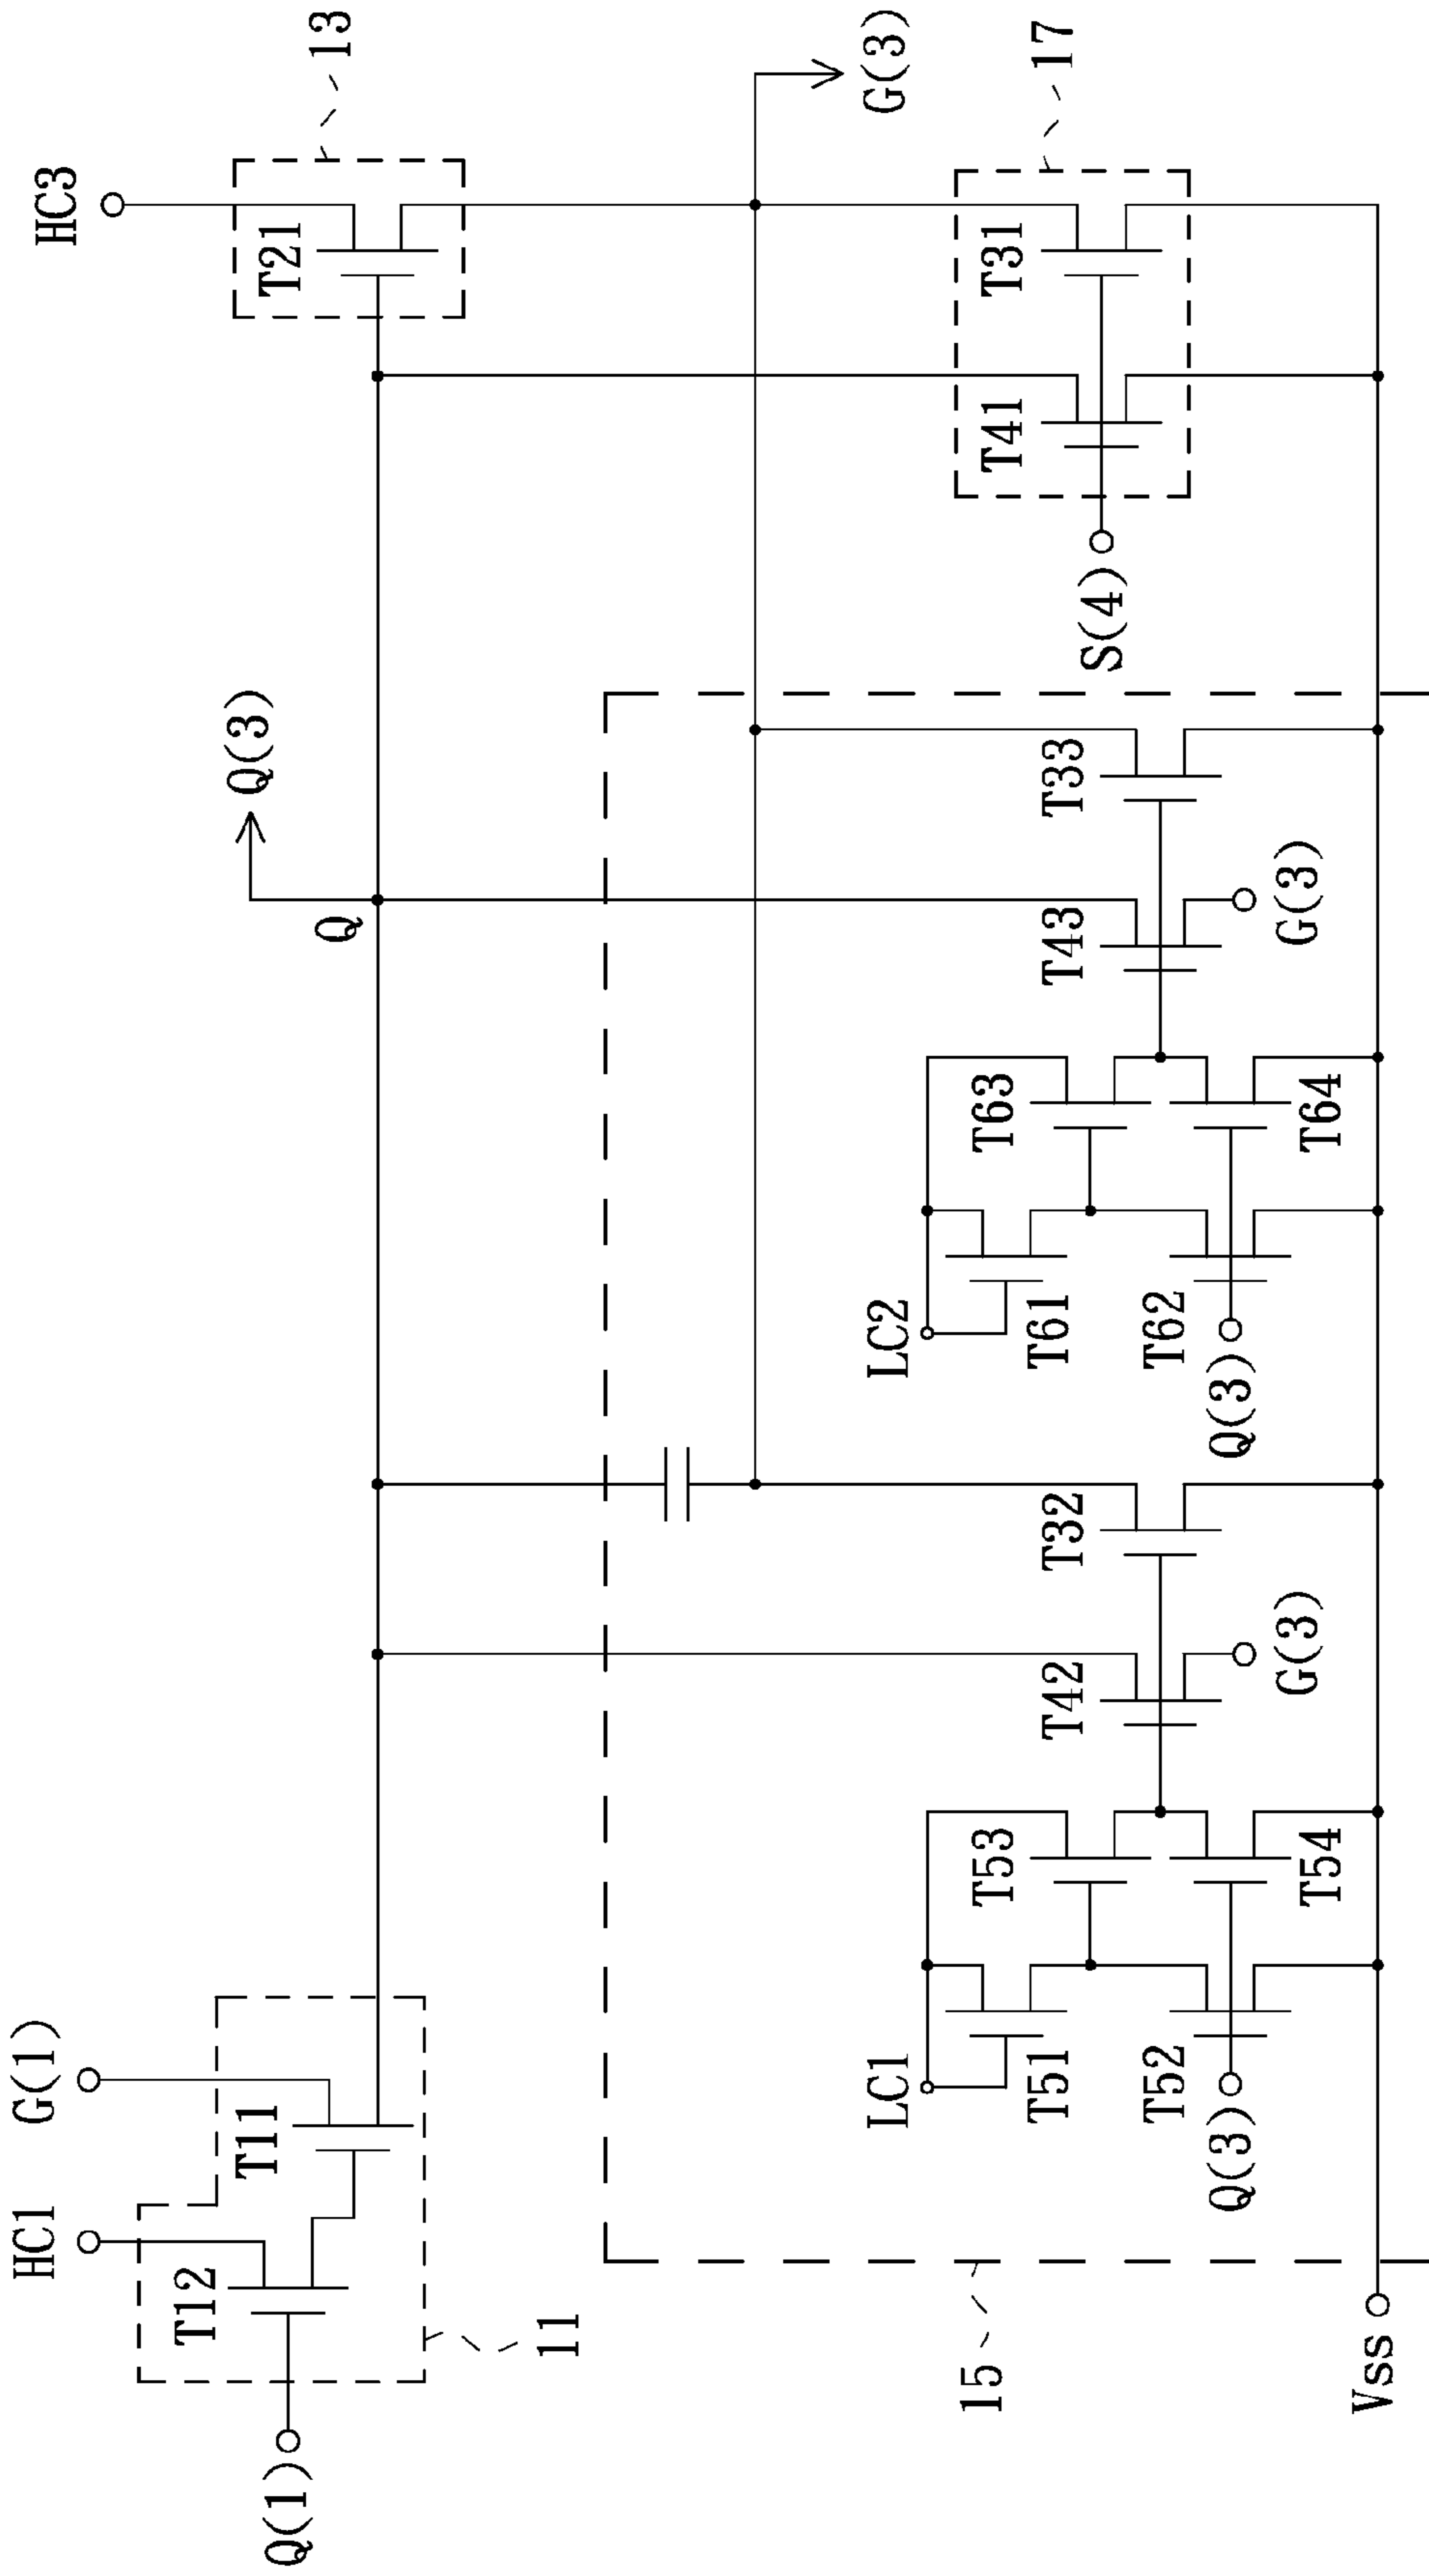 HC1
G(1)
HC3
T12
T11
Q(1)
11
Q
Q(3)
T21
13
G(3)
15
LC1
T51
T53
T52
T54
Q(3)
T42
G(3)
T32
LC2
T61
T63
T62
T64
Q(3)
T43
G(3)
T33
S(4)
T41
T31
17
Vss